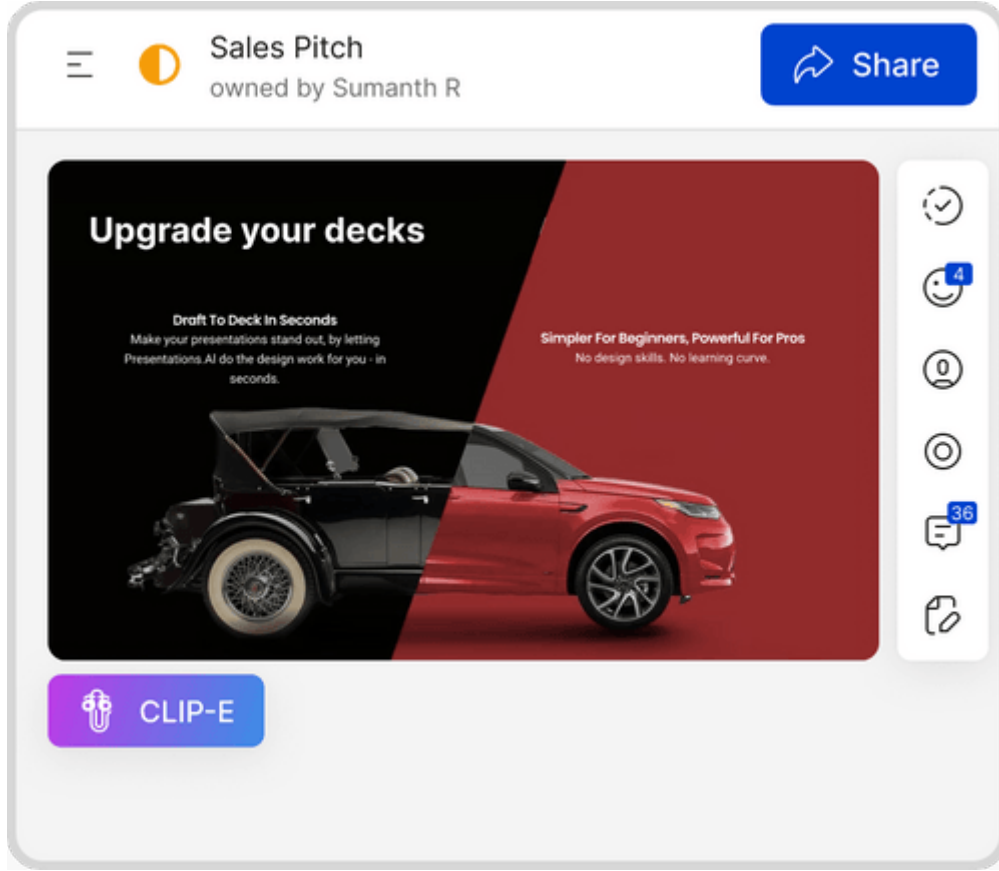 Sales Pitch
owned by Sumanth R
Share
Upgrade your decks
Draft To Deck In Seconds
Make your presentations stand out, by letting
Presentations.AI do the design work for you - in
seconds.
Simpler For Beginners, Powerful For Pros
No design skills. No learning curve.
4
36
CLIP-E